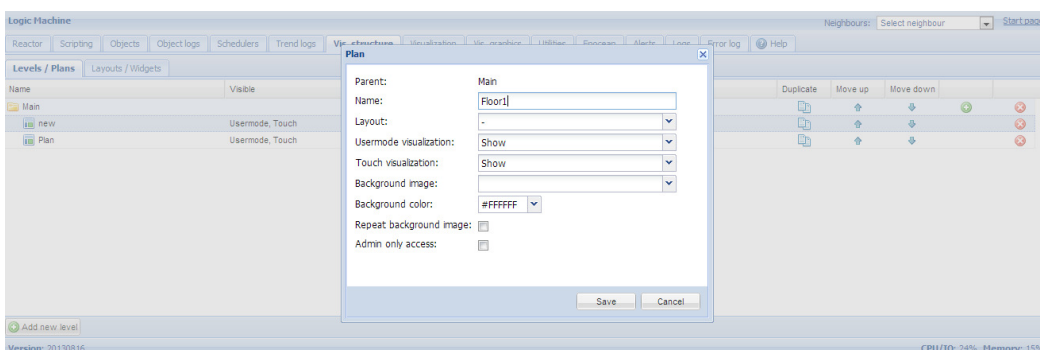 Logic Machine Neighbours: Select neighbour Start pag
Reactor Scripting Objects Object logs Schedulers Trend logs Vis. structure Visualization Vis. graphics Utilities Enocean Alerts Logs Error log Help
Plan
Levels / Plans Layouts / Widgets
Name Visible Duplicate Move up Move down
Main
new Usermode, Touch
Plan Usermode, Touch
Parent: Main
Name: Floor1
Layout: -
Usermode visualization: Show
Touch visualization: Show
Background image:
Background color: #FFFFFF
Repeat background image:
Admin only access:
Save Cancel
Add new level
Version: 20130816 CPU/IO: 24% Memory: 15%